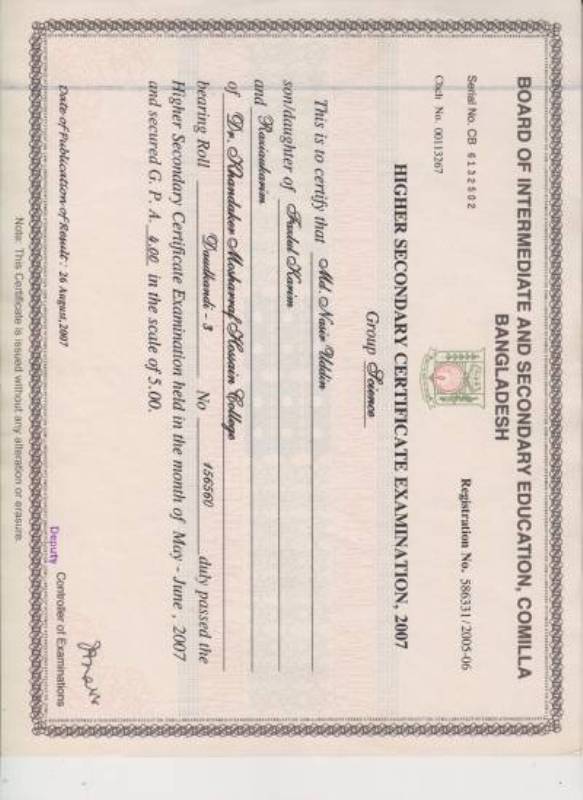 BOARD OF INTERMEDIATE AND SECONDARY EDUCATION, COMILLA
BANGLADESH
Serial No. CB 6132502
Registration No. 586331/2005-06
Cbch No. 00113267
HIGHER SECONDARY CERTIFICATE EXAMINATION, 2007
Group Science
This is to certify that Md. Nasir Uddin
son/daughter of Fazlul Karim
and
of Dr. Khandaker Mosharraf Hossain College
bearing Roll Daudkandi - 3 No 156560 duly passed the
Higher Secondary Certificate Examination held in the month of May - June, 2007
and secured G. P. A. 4.00 in the scale of 5.00.
Date of Publication of Result : 26 August, 2007
Deputy Controller of Examinations
Note: This Certificate is issued without any alteration or erasure.